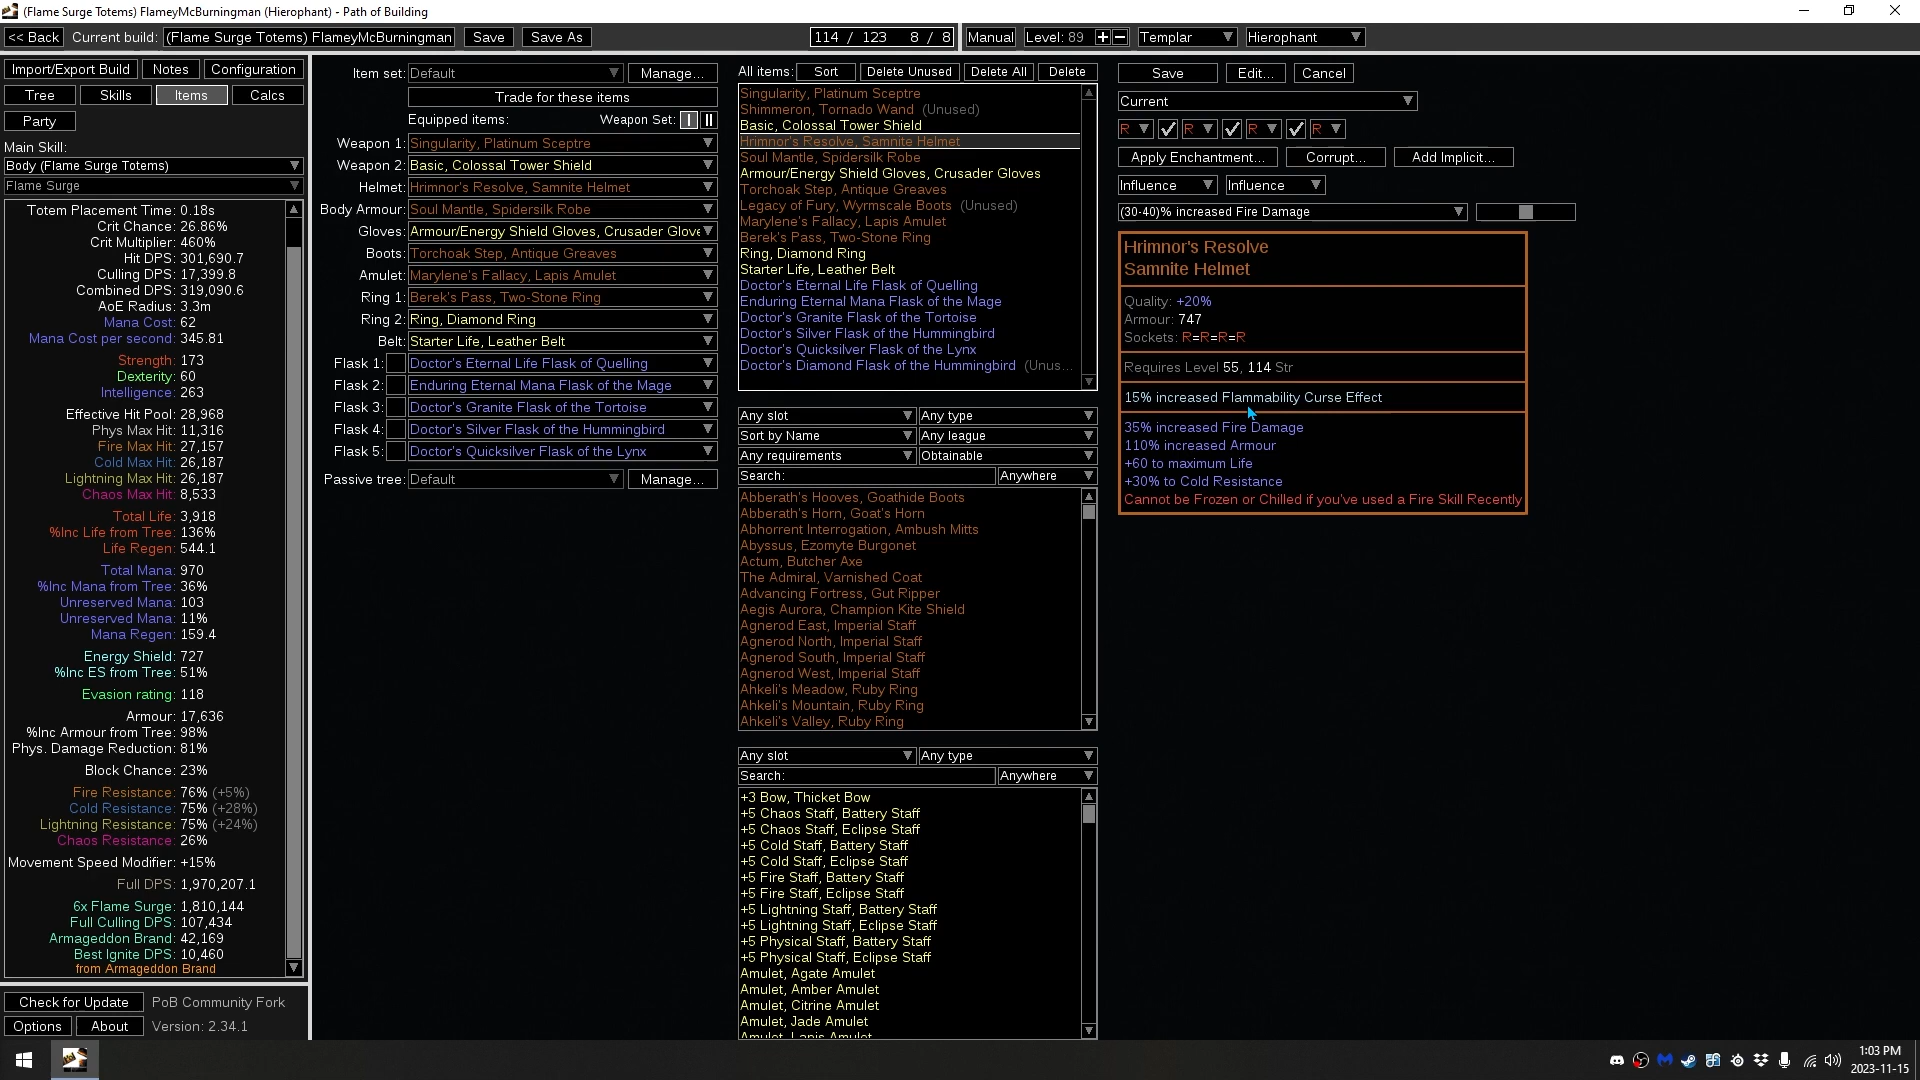 (Flame Surge Totems) FlameyMcBurningman (Hierophant) - Path of Building
<< Back
Current build:
(Flame Surge Totems) FlameyMcBurningman
Save
Save As
114 / 123 8 / 8
Manual
Level: 89
+
−
Templar
Hierophant
Import/Export Build
Notes
Configuration
Tree
Skills
Items
Calcs
Party
Main Skill:
Body (Flame Surge Totems)
Flame Surge
Totem Placement Time: 0.18s
Crit Chance: 26.86%
Crit Multiplier: 460%
Hit DPS: 301,690.7
Culling DPS: 17,399.8
Combined DPS: 319,090.6
AoE Radius: 3.3m
Mana Cost: 62
Mana Cost per second: 345.81
Strength: 173
Dexterity: 60
Intelligence: 263
Effective Hit Pool: 28,968
Phys Max Hit: 11,316
Fire Max Hit: 27,157
Cold Max Hit: 26,187
Lightning Max Hit: 26,187
Chaos Max Hit: 8,533
Total Life: 3,918
%Inc Life from Tree: 136%
Life Regen: 544.1
Total Mana: 970
%Inc Mana from Tree: 36%
Unreserved Mana: 103
Unreserved Mana: 11%
Mana Regen: 159.4
Energy Shield: 727
%Inc ES from Tree: 51%
Evasion rating: 118
Armour: 17,636
%Inc Armour from Tree: 98%
Phys. Damage Reduction: 81%
Block Chance: 23%
Fire Resistance: 76% (+5%)
Cold Resistance: 75% (+28%)
Lightning Resistance: 75% (+24%)
Chaos Resistance: 26%
Movement Speed Modifier: +15%
Full DPS: 1,970,207.1
6x Flame Surge: 1,810,144
Full Culling DPS: 107,434
Armageddon Brand: 42,169
Best Ignite DPS: 10,460
from Armageddon Brand
Check for Update
PoB Community Fork
Options
About
Version: 2.34.1
Item set: Default
Manage...
Trade for these items
Equipped items:
Weapon Set: I II
Weapon 1: Singularity, Platinum Sceptre
Weapon 2: Basic, Colossal Tower Shield
Helmet: Hrimnor's Resolve, Samnite Helmet
Body Armour: Soul Mantle, Spidersilk Robe
Gloves: Armour/Energy Shield Gloves, Crusader Glove
Boots: Torchoak Step, Antique Greaves
Amulet: Marylene's Fallacy, Lapis Amulet
Ring 1: Berek's Pass, Two-Stone Ring
Ring 2: Ring, Diamond Ring
Belt: Starter Life, Leather Belt
Flask 1: Doctor's Eternal Life Flask of Quelling
Flask 2: Enduring Eternal Mana Flask of the Mage
Flask 3: Doctor's Granite Flask of the Tortoise
Flask 4: Doctor's Silver Flask of the Hummingbird
Flask 5: Doctor's Quicksilver Flask of the Lynx
Passive tree: Default
Manage...
All items:
Sort
Delete Unused
Delete All
Delete
Singularity, Platinum Sceptre
Shimmeron, Tornado Wand (Unused)
Basic, Colossal Tower Shield
Hrimnor's Resolve, Samnite Helmet
Soul Mantle, Spidersilk Robe
Armour/Energy Shield Gloves, Crusader Gloves
Torchoak Step, Antique Greaves
Legacy of Fury, Wyrmscale Boots (Unused)
Marylene's Fallacy, Lapis Amulet
Berek's Pass, Two-Stone Ring
Ring, Diamond Ring
Starter Life, Leather Belt
Doctor's Eternal Life Flask of Quelling
Enduring Eternal Mana Flask of the Mage
Doctor's Granite Flask of the Tortoise
Doctor's Silver Flask of the Hummingbird
Doctor's Quicksilver Flask of the Lynx
Doctor's Diamond Flask of the Hummingbird (Unus...
Any slot
Any type
Sort by Name
Any league
Any requirements
Obtainable
Search:
Anywhere
Abberath's Hooves, Goathide Boots
Abberath's Horn, Goat's Horn
Abhorrent Interrogation, Ambush Mitts
Abyssus, Ezomyte Burgonet
Actum, Butcher Axe
The Admiral, Varnished Coat
Advancing Fortress, Gut Ripper
Aegis Aurora, Champion Kite Shield
Agnerod East, Imperial Staff
Agnerod North, Imperial Staff
Agnerod South, Imperial Staff
Agnerod West, Imperial Staff
Ahkeli's Meadow, Ruby Ring
Ahkeli's Mountain, Ruby Ring
Ahkeli's Valley, Ruby Ring
Any slot
Any type
Search:
Anywhere
+3 Bow, Thicket Bow
+5 Chaos Staff, Battery Staff
+5 Chaos Staff, Eclipse Staff
+5 Cold Staff, Battery Staff
+5 Cold Staff, Eclipse Staff
+5 Fire Staff, Battery Staff
+5 Fire Staff, Eclipse Staff
+5 Lightning Staff, Battery Staff
+5 Lightning Staff, Eclipse Staff
+5 Physical Staff, Battery Staff
+5 Physical Staff, Eclipse Staff
Amulet, Agate Amulet
Amulet, Amber Amulet
Amulet, Citrine Amulet
Amulet, Jade Amulet
Amulet, Lapis Amulet
Save
Edit...
Cancel
Current
R R R R
Apply Enchantment...
Corrupt...
Add Implicit...
Influence
Influence
(30-40)% increased Fire Damage
Hrimnor's Resolve
Samnite Helmet
Quality: +20%
Armour: 747
Sockets: R=R=R=R
Requires Level 55, 114 Str
15% increased Flammability Curse Effect
35% increased Fire Damage
110% increased Armour
+60 to maximum Life
+30% to Cold Resistance
Cannot be Frozen or Chilled if you've used a Fire Skill Recently
1:03 PM
2023-11-15